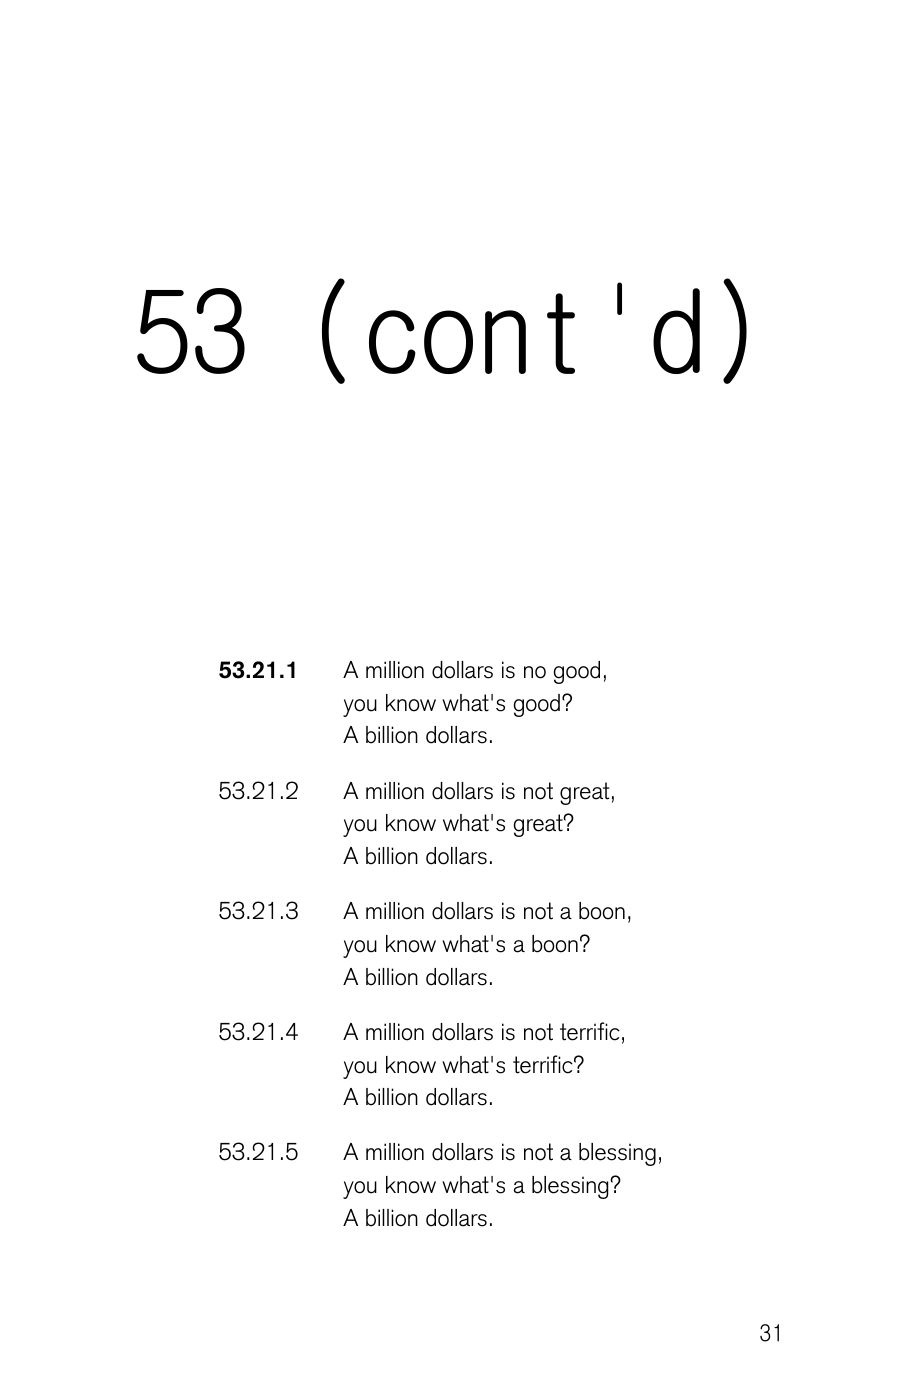 53 (cont'd)
53.21.1 A million dollars is no good,
you know what's good?
A billion dollars.
53.21.2 A million dollars is not great,
you know what's great?
A billion dollars.
53.21.3 A million dollars is not a boon,
you know what's a boon?
A billion dollars.
53.21.4 A million dollars is not terrific,
you know what's terrific?
A billion dollars.
53.21.5 A million dollars is not a blessing,
you know what's a blessing?
A billion dollars.
31